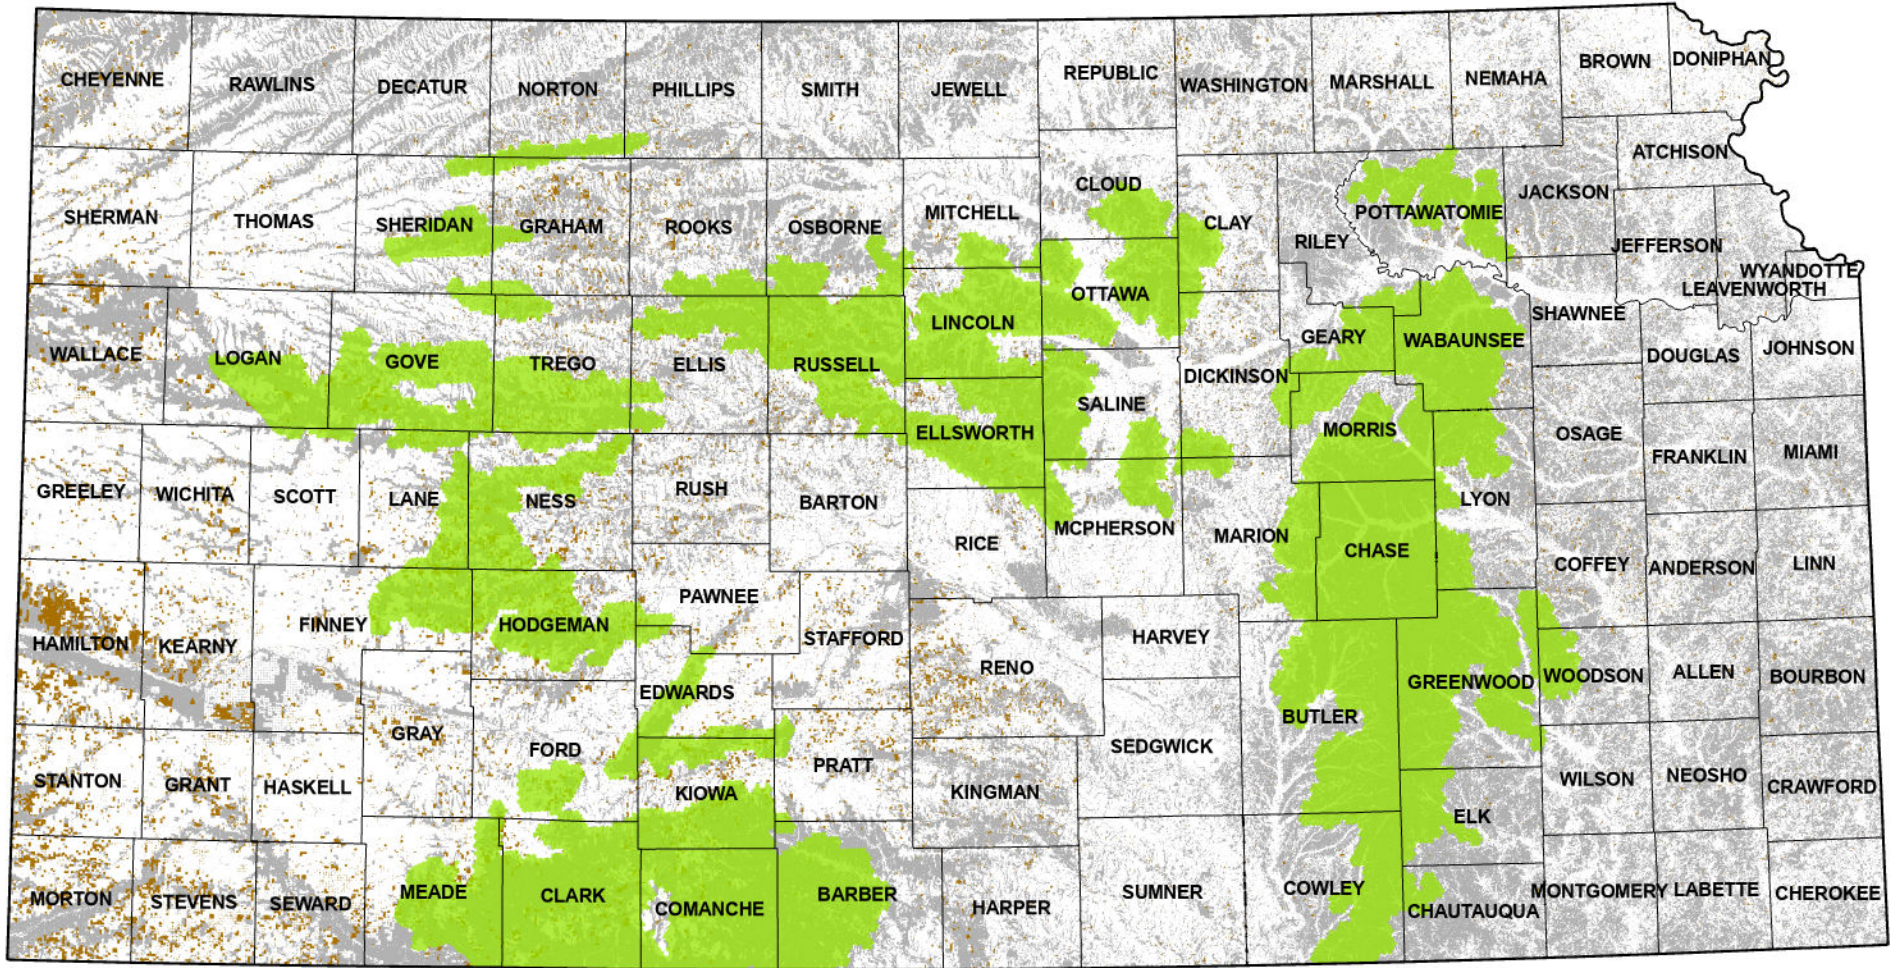 CHEYENNE
RAWLINS
DECATUR
NORTON
PHILLIPS
SMITH
JEWELL
REPUBLIC
WASHINGTON
MARSHALL
NEMAHA
BROWN
DONIPHAN
SHERMAN
THOMAS
SHERIDAN
GRAHAM
ROOKS
OSBORNE
MITCHELL
CLOUD
CLAY
RILEY
POTTAWATOMIE
JACKSON
ATCHISON
JEFFERSON
WYANDOTTE
LEAVENWORTH
WALLACE
LOGAN
GOVE
TREGO
ELLIS
RUSSELL
LINCOLN
OTTAWA
SALINE
DICKINSON
GEARY
WABAUNSEE
SHAWNEE
DOUGLAS
JOHNSON
GREELEY
WICHITA
SCOTT
LANE
NESS
RUSH
BARTON
ELLSWORTH
RICE
MCPHERSON
MARION
MORRIS
CHASE
LYON
OSAGE
FRANKLIN
MIAMI
COFFEY
ANDERSON
LINN
HAMILTON
KEARNY
FINNEY
HODGEMAN
PAWNEE
STAFFORD
EDWARDS
RENO
HARVEY
BUTLER
GREENWOOD
WOODSON
ALLEN
BOURBON
STANTON
GRANT
HASKELL
GRAY
FORD
KIOWA
PRATT
KINGMAN
SEDGWICK
ELK
WILSON
NEOSHO
CRAWFORD
MORTON
STEVENS
SEWARD
MEADE
CLARK
COMANCHE
BARBER
HARPER
SUMNER
COWLEY
CHAUTAUQUA
MONTGOMERY
LABETTE
CHEROKEE